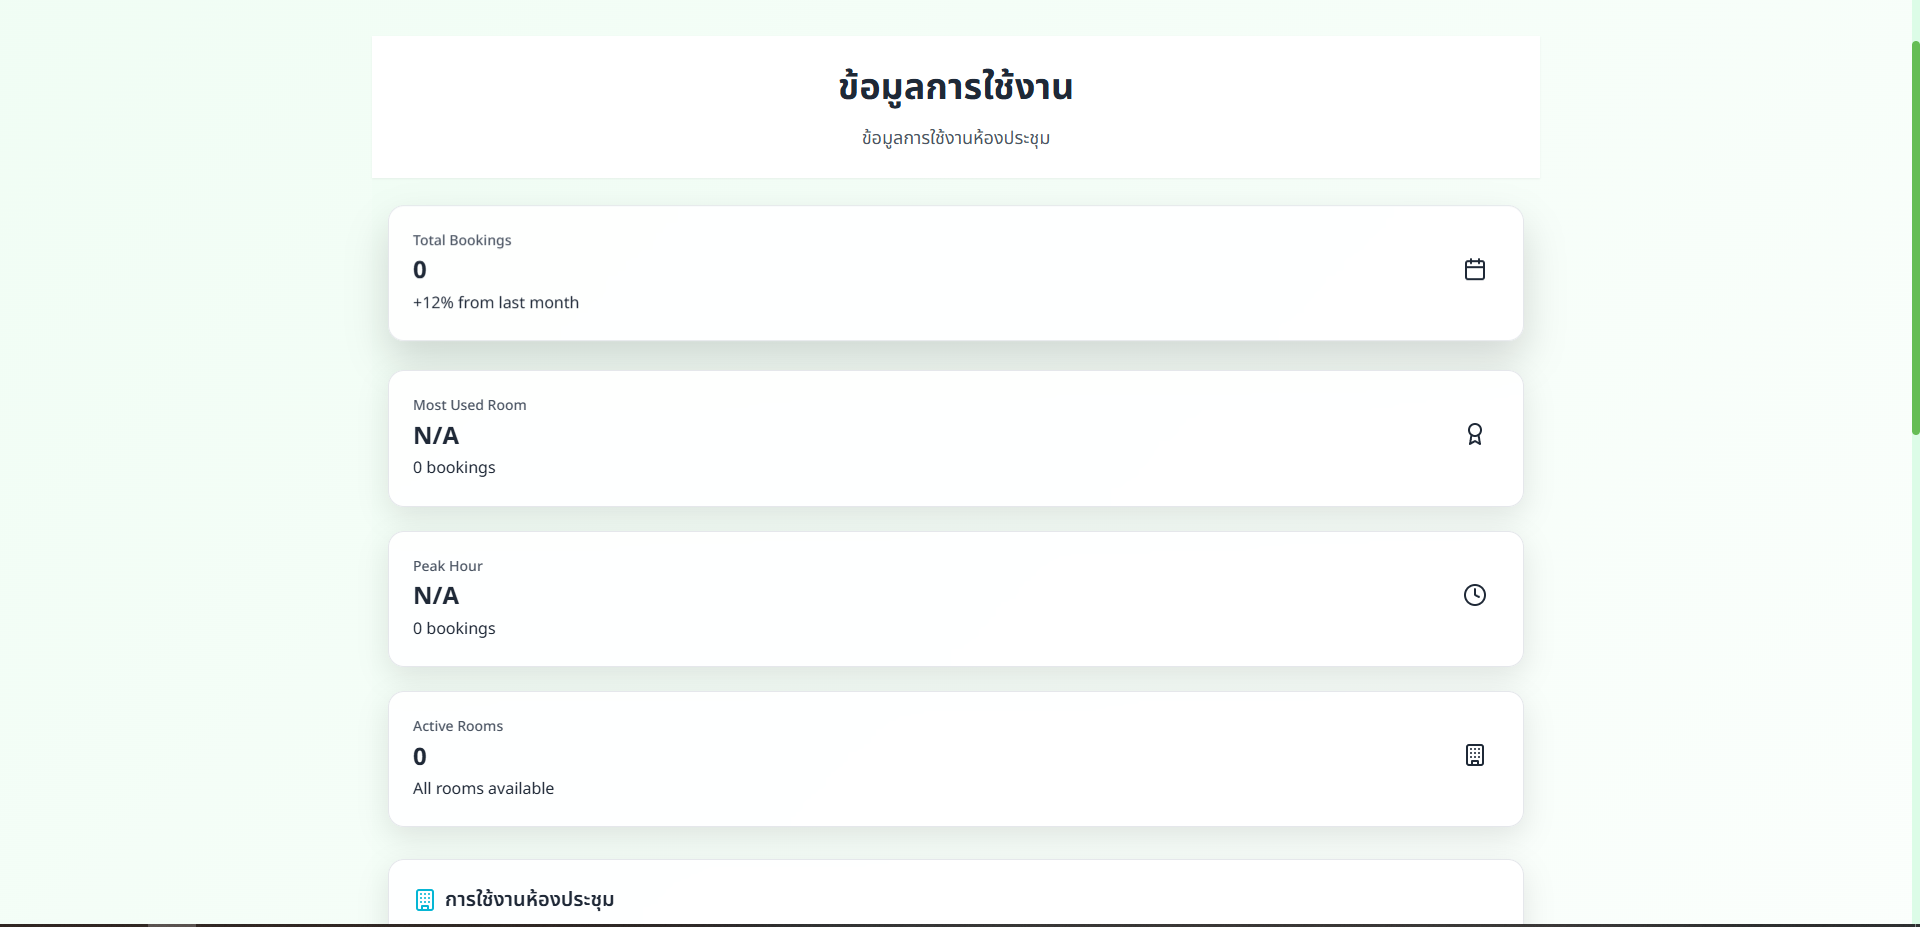 ข้อมูลการใช้งาน
ข้อมูลการใช้งานห้องประชุม
Total Bookings
0
+12% from last month
Most Used Room
N/A
0 bookings
Peak Hour
N/A
0 bookings
Active Rooms
0
All rooms available
การใช้งานห้องประชุม